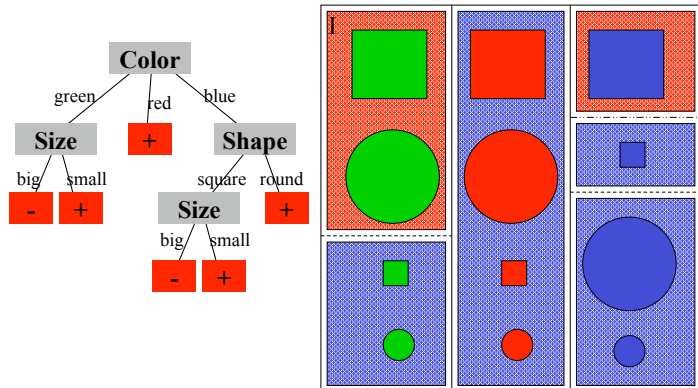 Color
green
red
blue
Size
+
Shape
big
small
square
round
-
+
Size
+
big
small
-
+
I